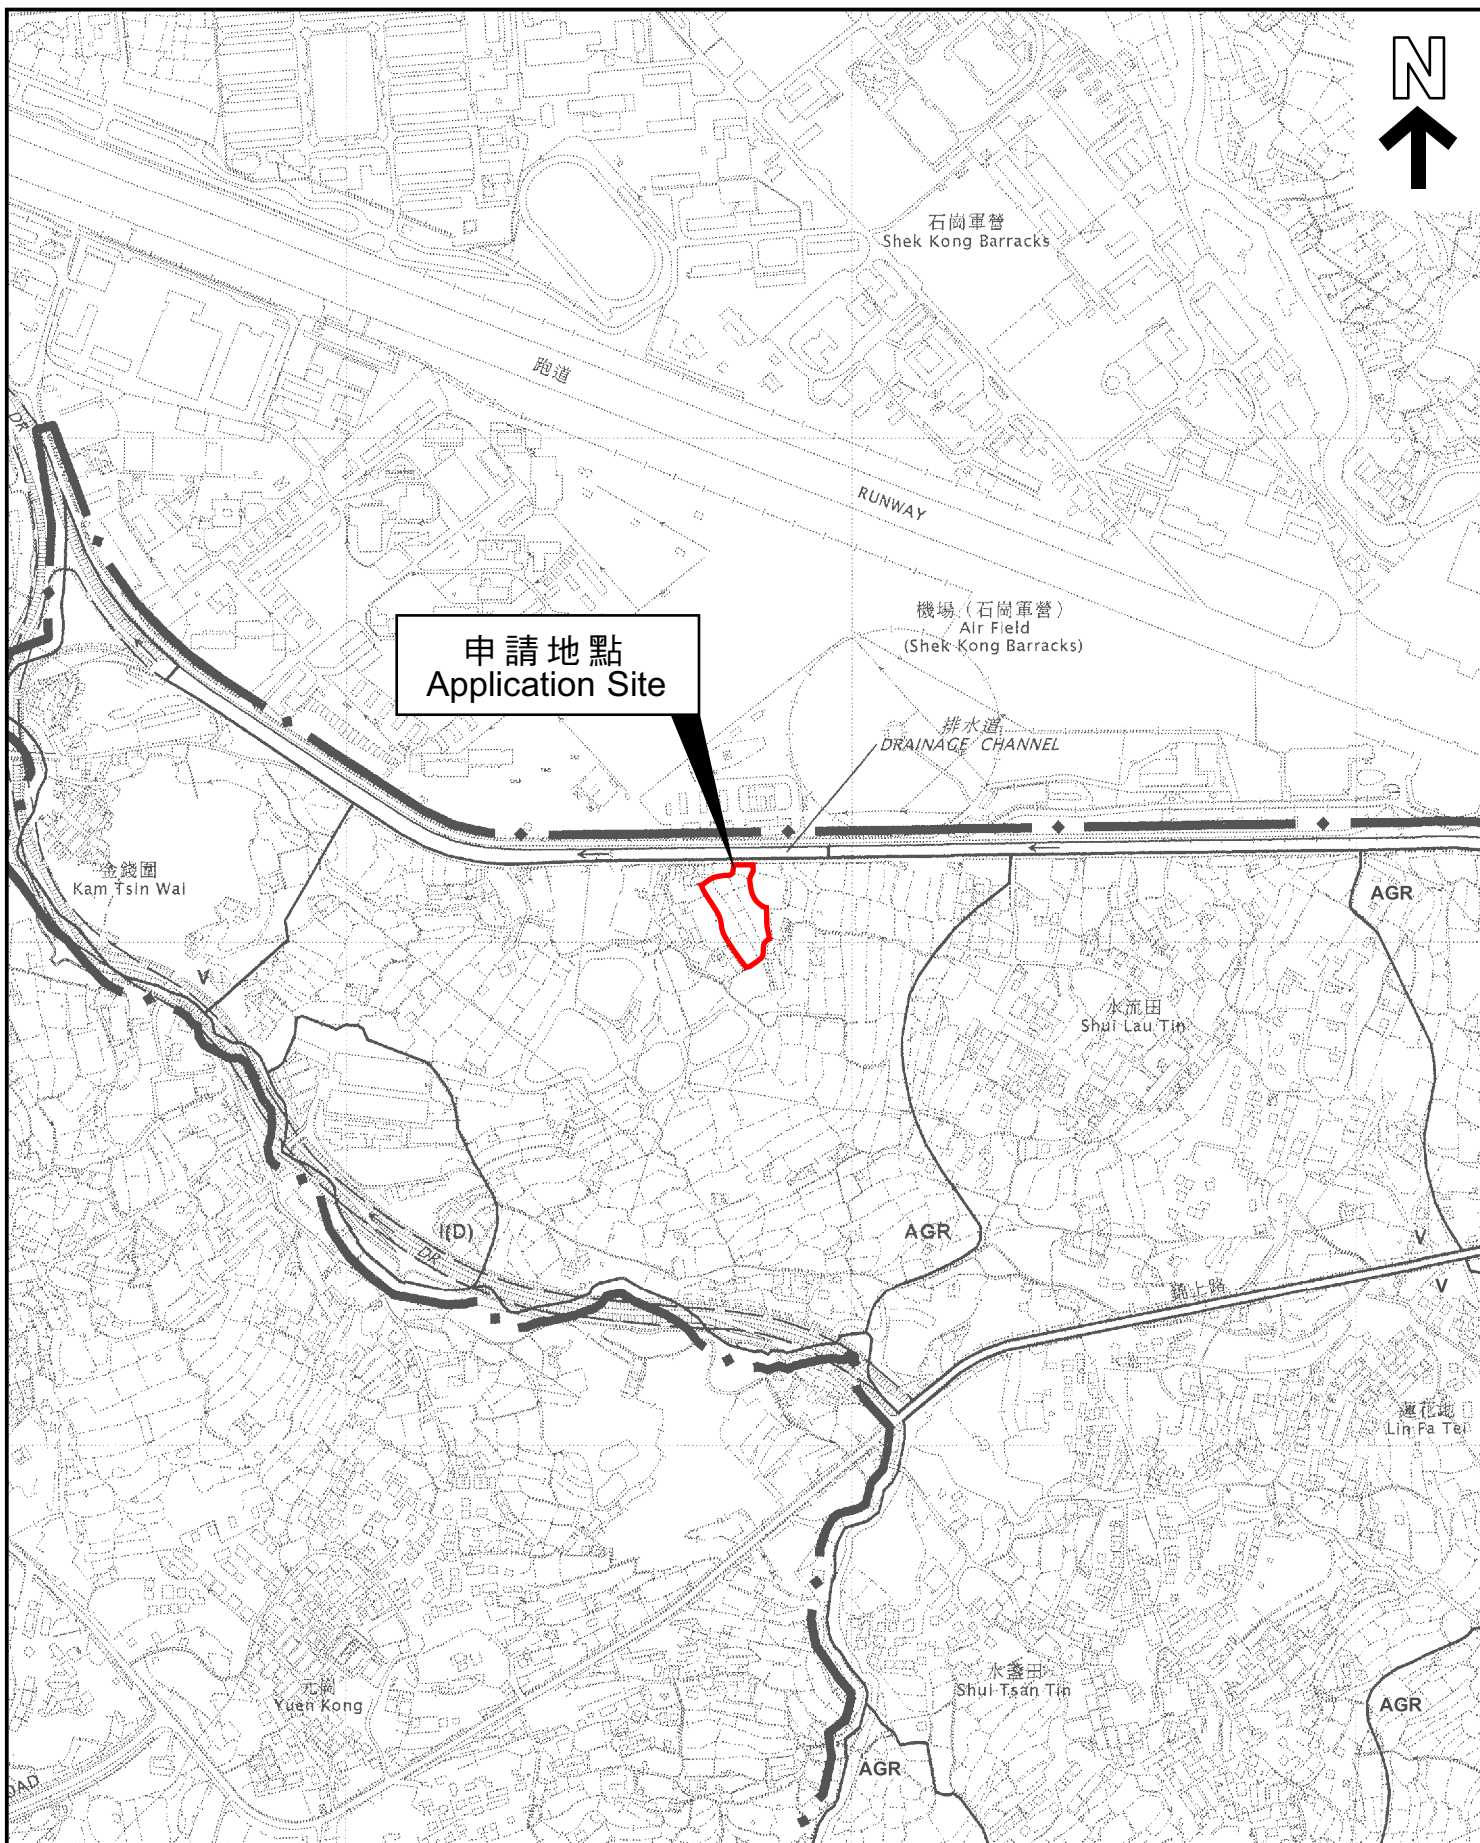 N
石崗軍營
Shek Kong Barracks
跑道
DR
RUNWAY
機場（石崗軍營）
Air Field
(Shek Kong Barracks)
申請地點
Application Site
排水道
DRAINAGE CHANNEL
金錢圍
Kam Tsin Wai
AGR
V
水流田
Shui Lau Tin
I(D)
DR
AGR
V
錦上路
V
蓮花地
Lin Fa Tei
元崗
Yuen Kong
水盞田
Shui Tsan Tin
AGR
AGR
OAD